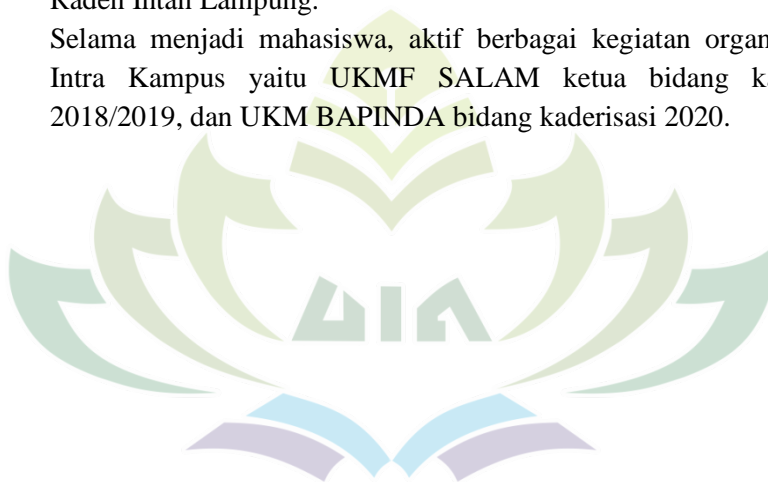 Raden Intan Lampung.
Selama menjadi mahasiswa, aktif berbagai kegiatan
Intra Kampus yaitu UKMF SALAM ketua bidang
2018/2019, dan UKM BAPINDA bidang kaderisasi 2020.
UIN